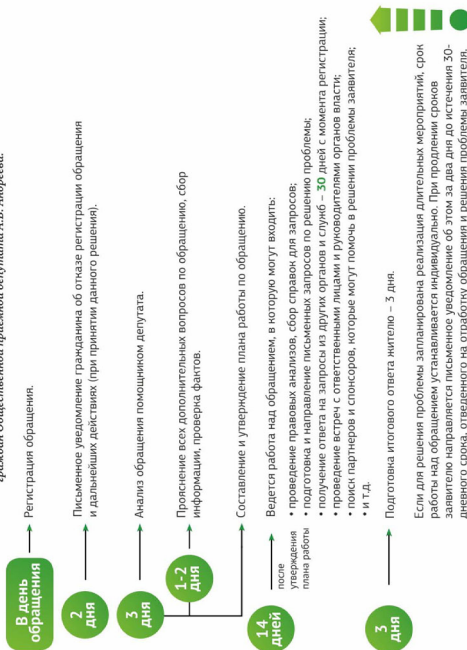 граждан общественной приемной депутата А.В. Андреева.
В день
обращения
Регистрация обращения.
2
дня
Письменное уведомление гражданина об отказе регистрации обращения
и дальнейших действиях (при принятии данного решения).
3
дня
Анализ обращения помощником депутата.
1-2
дня
Прояснение всех дополнительных вопросов по обращению, сбор
информации, проверка фактов.
Составление и утверждение плана работы по обращению.
14
дней
после
утверждения
плана работы
Ведется работа над обращением, в которую могут входить:
• проведение правовых анализов, сбор справок для запросов;
• подготовка и направление письменных запросов по решению проблемы;
• получение ответа на запросы из других органов и служб – 30 дней с момента регистрации;
• проведение встреч с ответственными лицами и руководителями органов власти;
• поиск партнеров и спонсоров, которые могут помочь в решении проблемы заявителя;
• и т.д.
3
дня
Подготовка итогового ответа жителю – 3 дня.
Если для решения проблемы запланирована реализация длительных мероприятий, срок
работы над обращением устанавливается индивидуально. При продлении сроков
заявителю направляется письменное уведомление об этом за два дня до истечения 30-
дневного срока, отведенного на отработку обращения и решения проблемы заявителя.